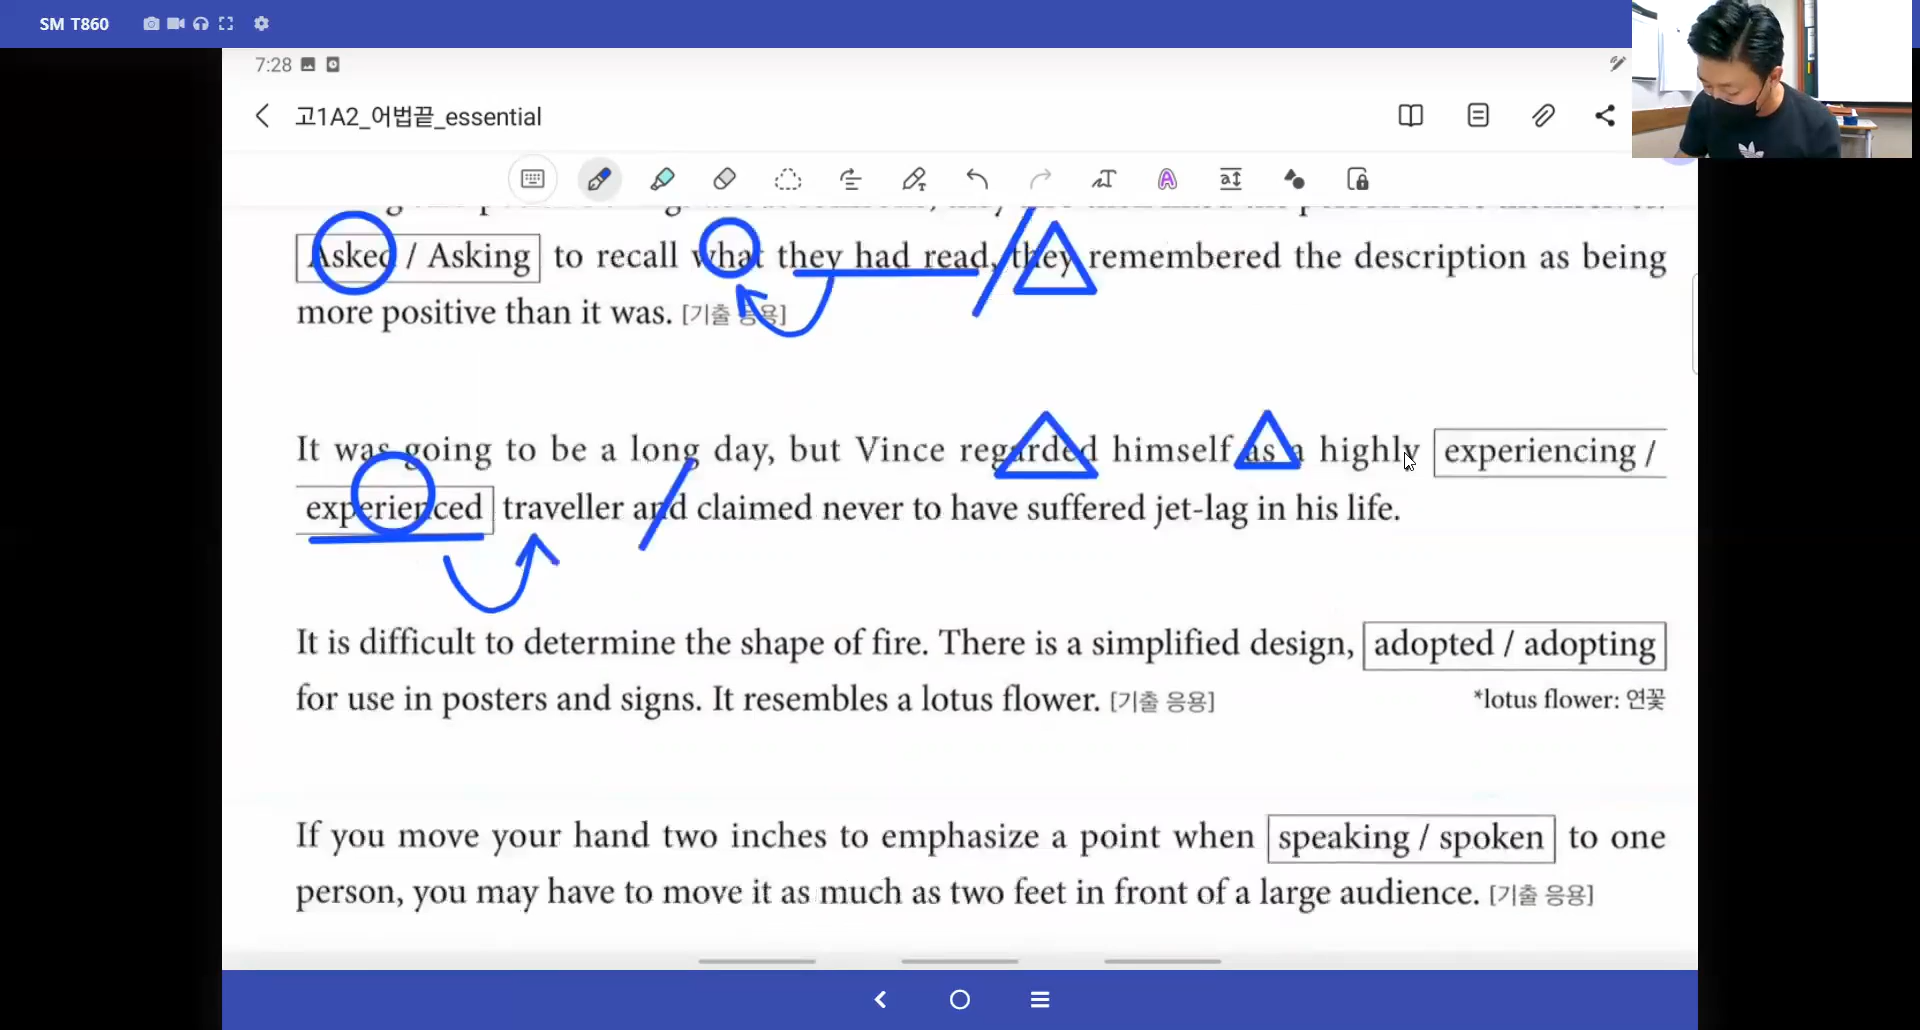 SM T860
7:28
고1A2_어법끝_essential
Asked / Asking to recall what they had read, they remembered the description as being
more positive than it was. [기출 응용]
It was going to be a long day, but Vince regarded himself as a highly experiencing /
experienced traveller and claimed never to have suffered jet-lag in his life.
It is difficult to determine the shape of fire. There is a simplified design, adopted / adopting
for use in posters and signs. It resembles a lotus flower. [기출 응용] *lotus flower: 연꽃
If you move your hand two inches to emphasize a point when speaking / spoken to one
person, you may have to move it as much as two feet in front of a large audience. [기출 응용]